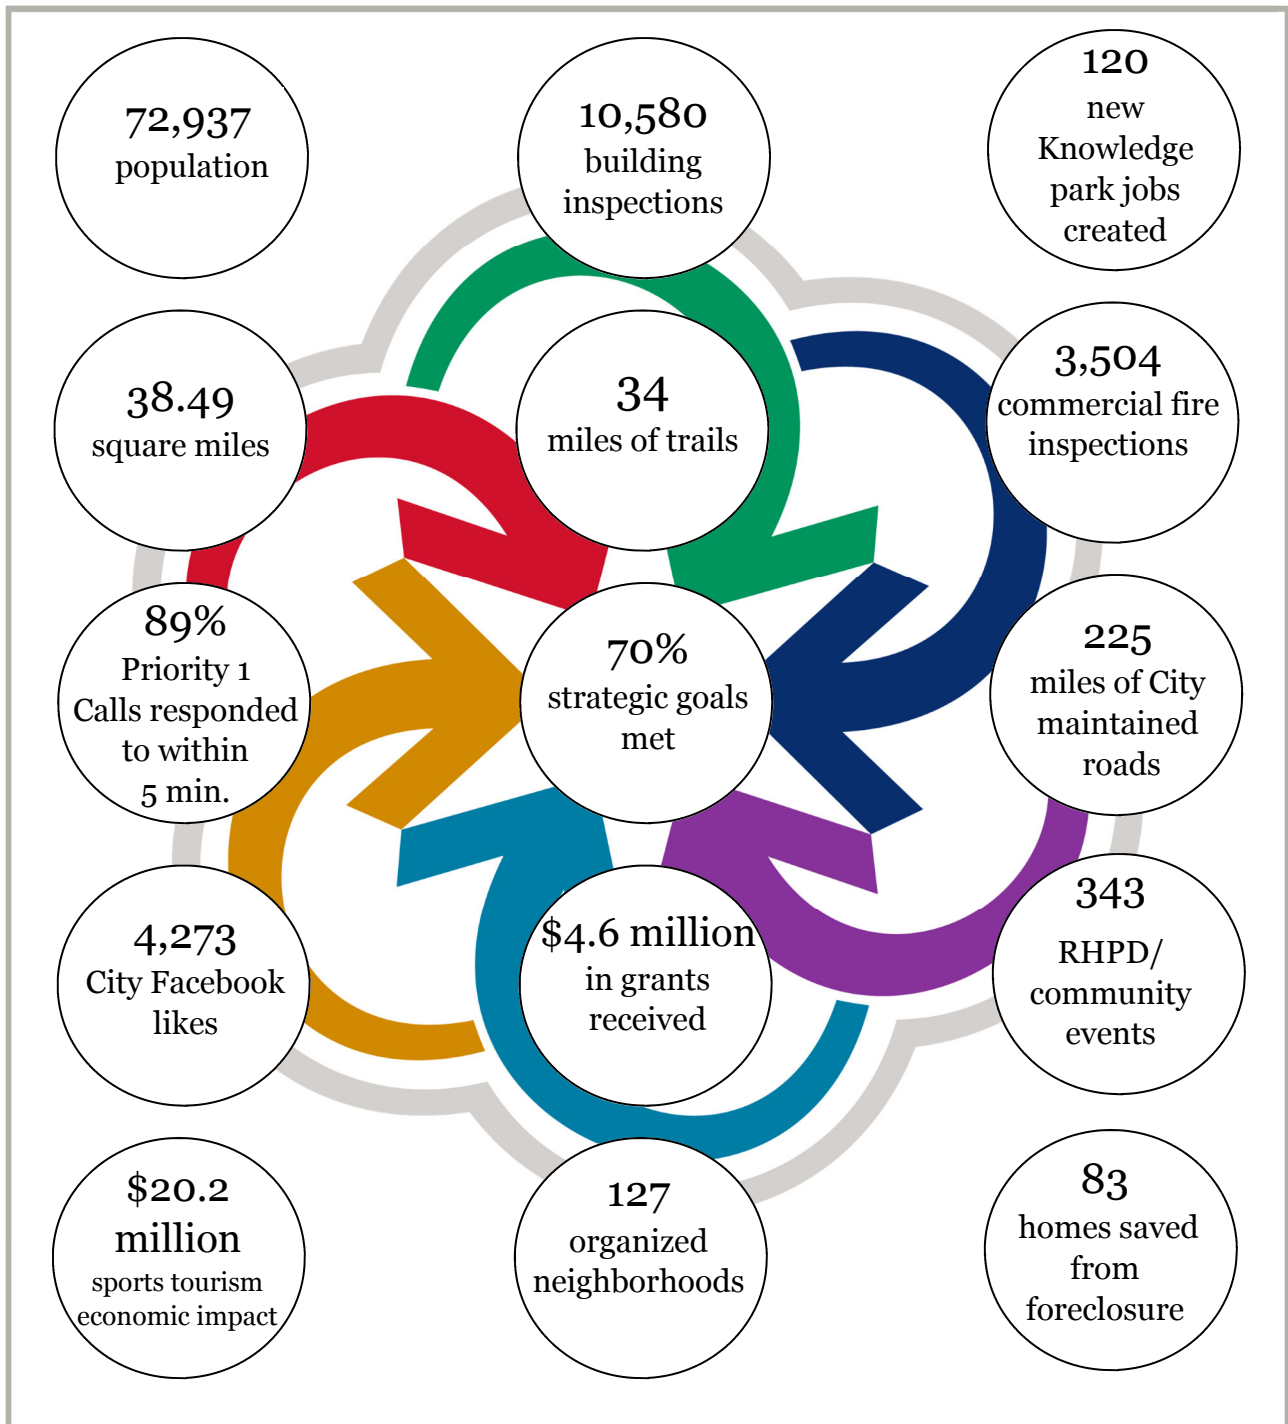 72,937
population
10,580
building
inspections
120
new
Knowledge
park jobs
created
38.49
square miles
34
miles of trails
3,504
commercial fire
inspections
89%
Priority 1
Calls responded
to within
5 min.
70%
strategic goals
met
225
miles of City
maintained
roads
4,273
City Facebook
likes
$4.6 million
in grants
received
343
RHPD/
community
events
$20.2
million
sports tourism
economic impact
127
organized
neighborhoods
83
homes saved
from
foreclosure